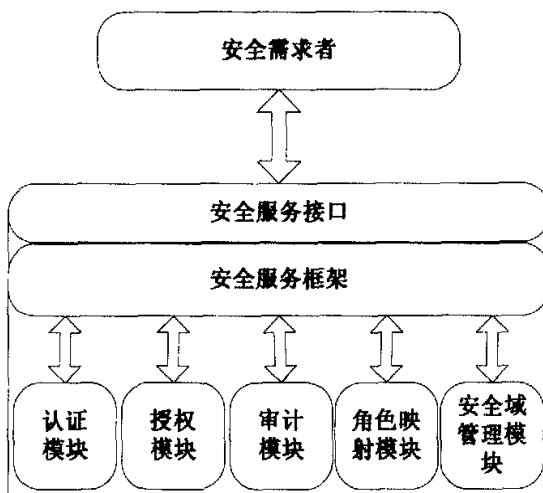 安全需求者
安全服务接口
安全服务框架
认证
模块
授权
模块
审计
模块
角色映
射模块
安全域
管理模
块